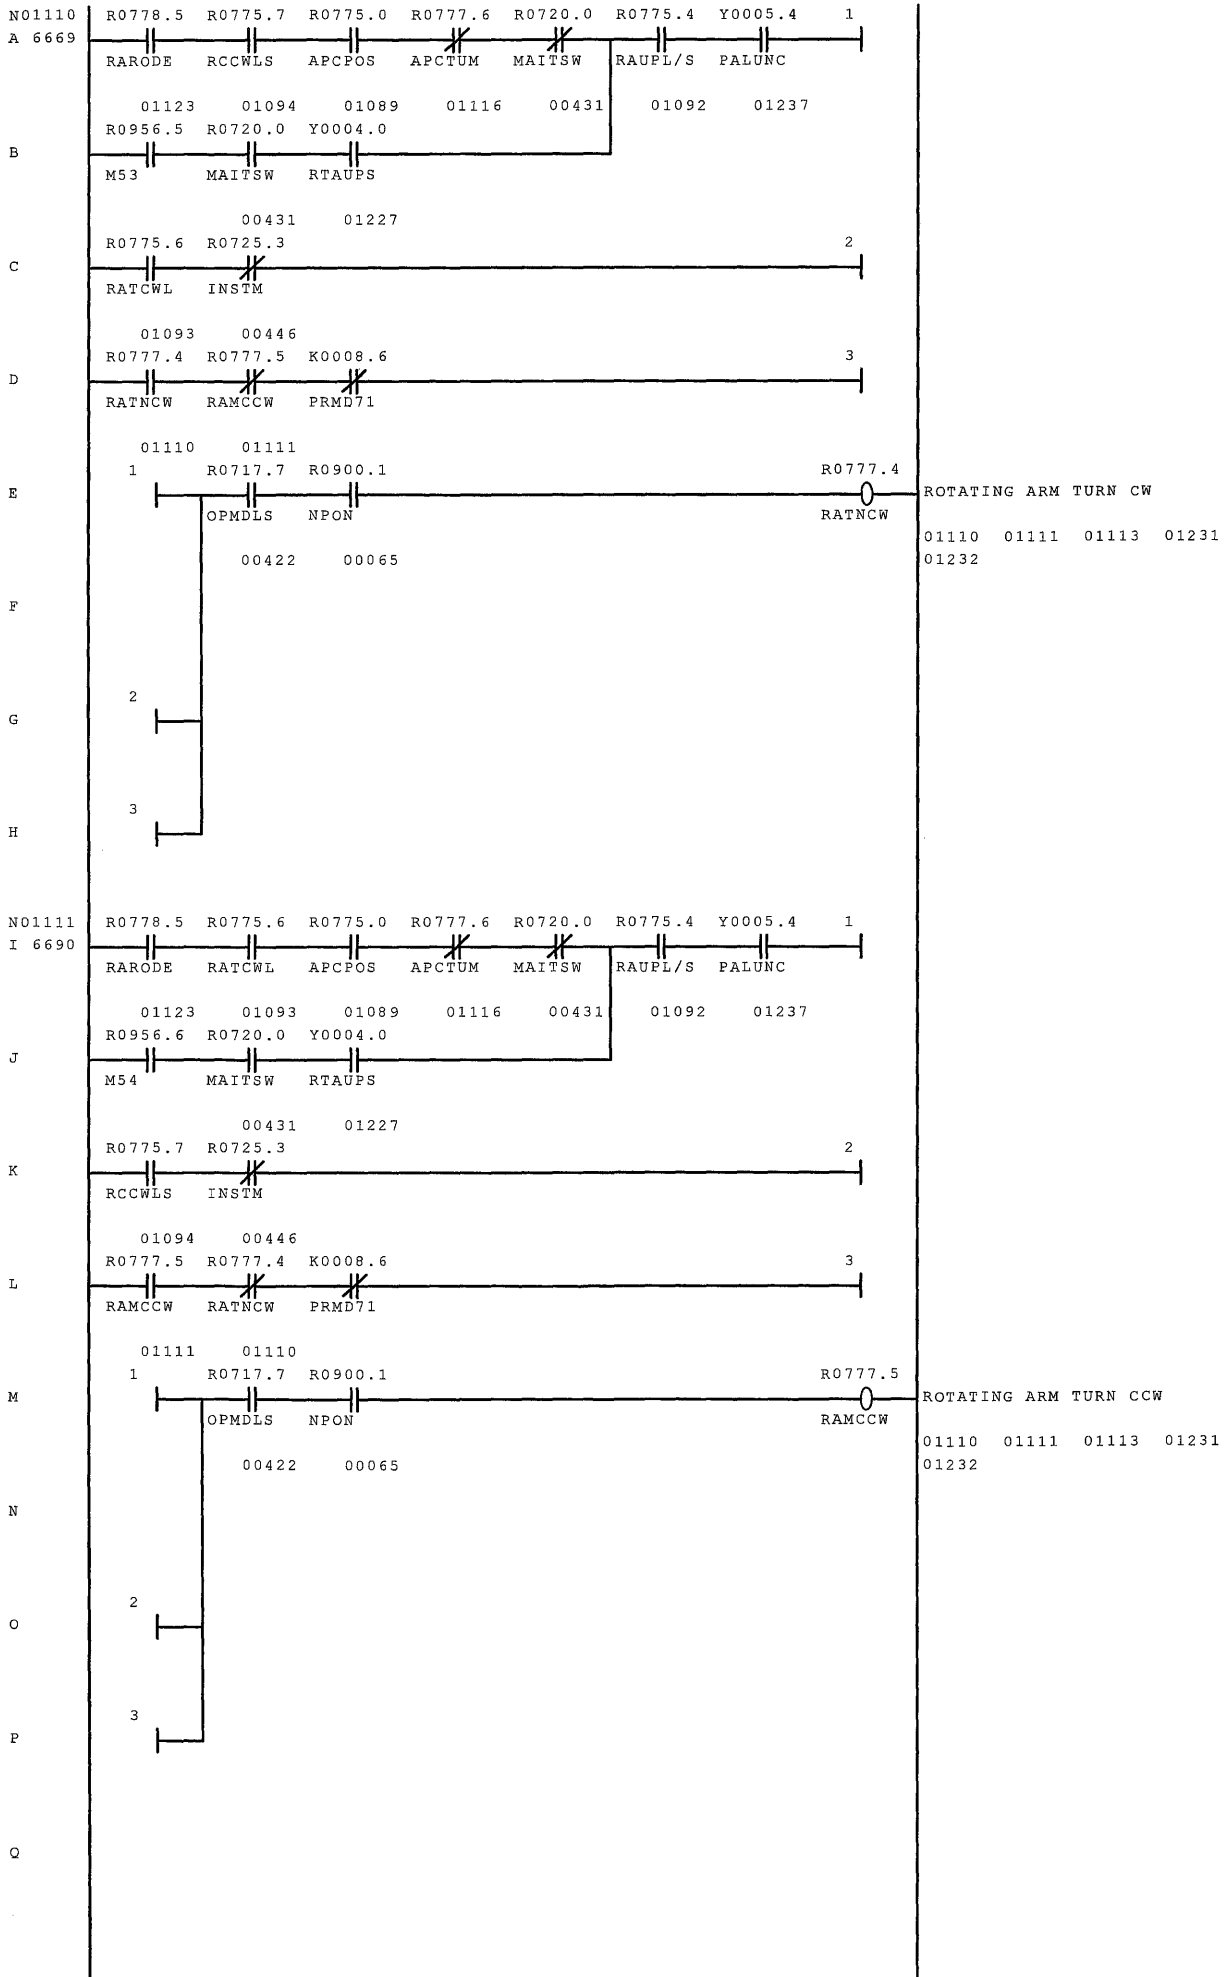 N01110 R0778.5 R0775.7 R0775.0 R0777.6 R0720.0 R0775.4 Y0005.4 1
A 6669
RARODE RCCWLS APCPOS APCTUM MAITSW RAUPL/S PALUNC
01123 01094 01089 01116 00431 01092 01237
R0956.5 R0720.0 Y0004.0
B
M53 MAITSW RTAUPS
00431 01227
R0775.6 R0725.3 2
C
RATCWL INSTM
01093 00446
R0777.4 R0777.5 K0008.6 3
D
RATNCW RAMCCW PRMD71
01110 01111
1 R0717.7 R0900.1 R0777.4
E ROTATING ARM TURN CW
OPMDLS NPON RATNCW
01110 01111 01113 01231
00422 00065 01232
F
2
G
3
H
N01111 R0778.5 R0775.6 R0775.0 R0777.6 R0720.0 R0775.4 Y0005.4 1
I 6690
RARODE RATCWL APCPOS APCTUM MAITSW RAUPL/S PALUNC
01123 01093 01089 01116 00431 01092 01237
R0956.6 R0720.0 Y0004.0
J
M54 MAITSW RTAUPS
00431 01227
R0775.7 R0725.3 2
K
RCCWLS INSTM
01094 00446
R0777.5 R0777.4 K0008.6 3
L
RAMCCW RATNCW PRMD71
01111 01110
1 R0717.7 R0900.1 R0777.5
M ROTATING ARM TURN CCW
OPMDLS NPON RAMCCW
01110 01111 01113 01231
00422 00065 01232
N
2
O
3
P
Q